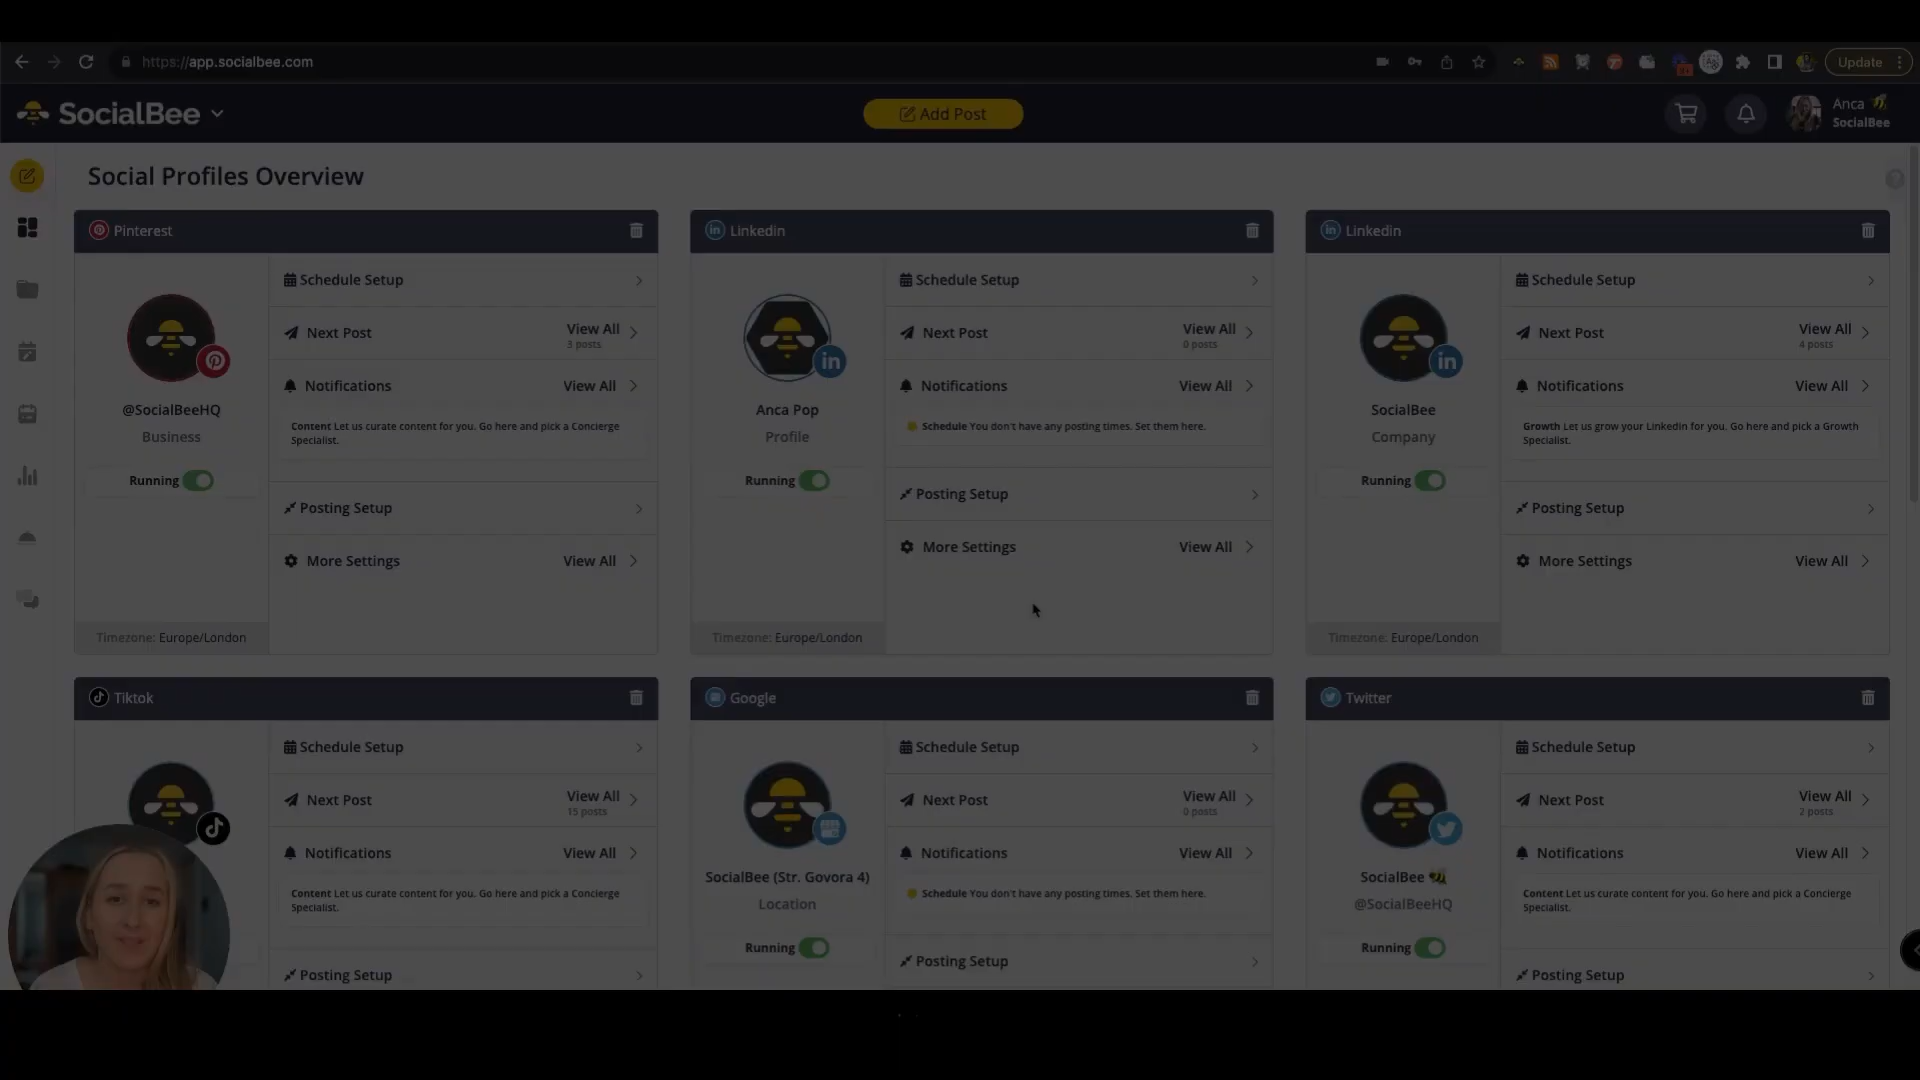 https://app.socialbee.com
Update
SocialBee
Add Post
Anca
SocialBee
Social Profiles Overview
Pinterest
Schedule Setup
Next Post
View All
3 posts
Notifications
View All
@SocialBeeHQ
Business
Content Let us curate content for you. Go here and pick a Concierge
Specialist.
Running
Posting Setup
More Settings
View All
Timezone: Europe/London
Linkedin
Schedule Setup
Next Post
View All
0 posts
Notifications
View All
Anca Pop
Profile
Schedule You don't have any posting times. Set them here.
Running
Posting Setup
More Settings
View All
Timezone: Europe/London
Linkedin
Schedule Setup
Next Post
View All
4 posts
Notifications
View All
SocialBee
Company
Growth Let us grow your Linkedin for you. Go here and pick a Growth
Specialist.
Running
Posting Setup
More Settings
View All
Timezone: Europe/London
Tiktok
Schedule Setup
Next Post
View All
15 posts
Notifications
View All
Content Let us curate content for you. Go here and pick a Concierge
Specialist.
Posting Setup
Google
Schedule Setup
Next Post
View All
0 posts
Notifications
View All
SocialBee (Str. Govora 4)
Location
Schedule You don't have any posting times. Set them here.
Running
Posting Setup
Twitter
Schedule Setup
Next Post
View All
2 posts
Notifications
View All
SocialBee
@SocialBeeHQ
Content Let us curate content for you. Go here and pick a Concierge
Specialist.
Running
Posting Setup